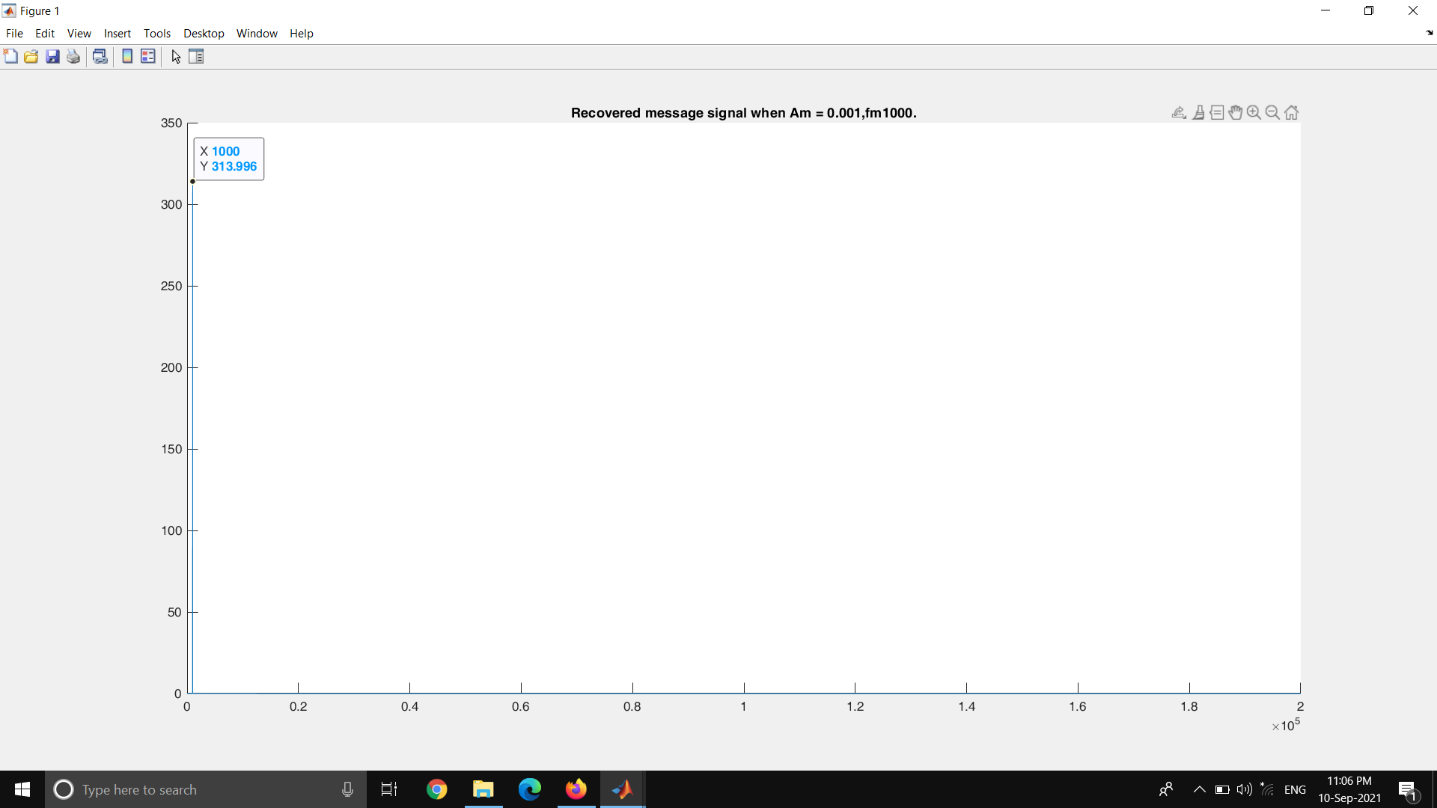 Figure 1
File Edit View Insert Tools Desktop Window Help
Recovered message signal when Am = 0.001,fm1000.
X 1000
Y 313.996
350
300
250
200
150
100
50
0
0 0.2 0.4 0.6 0.8 1 1.2 1.4 1.6 1.8 2
×10⁵
Type here to search
ENG
11:06 PM
10-Sep-2021
1